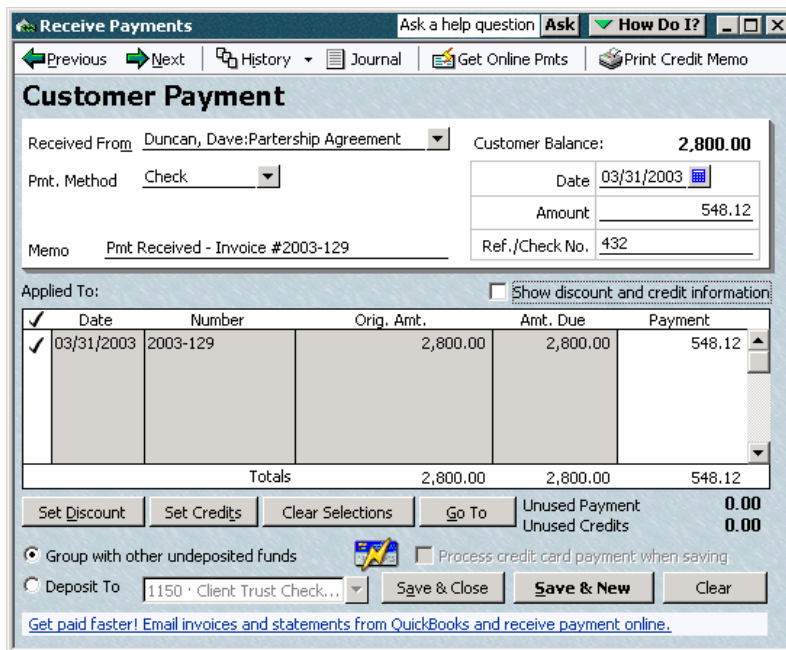 Receive Payments Ask a help question Ask How Do I?
Previous Next History Journal Get Online Pmts Print Credit Memo
Customer Payment
Received From Duncan, Dave:Partership Agreement Customer Balance: 2,800.00
Pmt. Method Check Date 03/31/2003
Amount 548.12
Memo Pmt Received - Invoice #2003-129 Ref./Check No. 432
Applied To: Show discount and credit information
✓ Date Number Orig. Amt. Amt. Due Payment
✓ 03/31/2003 2003-129 2,800.00 2,800.00 548.12
Totals 2,800.00 2,800.00 548.12
Set Discount Set Credits Clear Selections Go To Unused Payment 0.00
Unused Credits 0.00
Group with other undeposited funds Process credit card payment when saving
Deposit To 1150 · Client Trust Check... Save & Close Save & New Clear
Get paid faster! Email invoices and statements from QuickBooks and receive payment online.